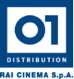 01
DISTRIBUTION
RAI CINEMA S.p.A.